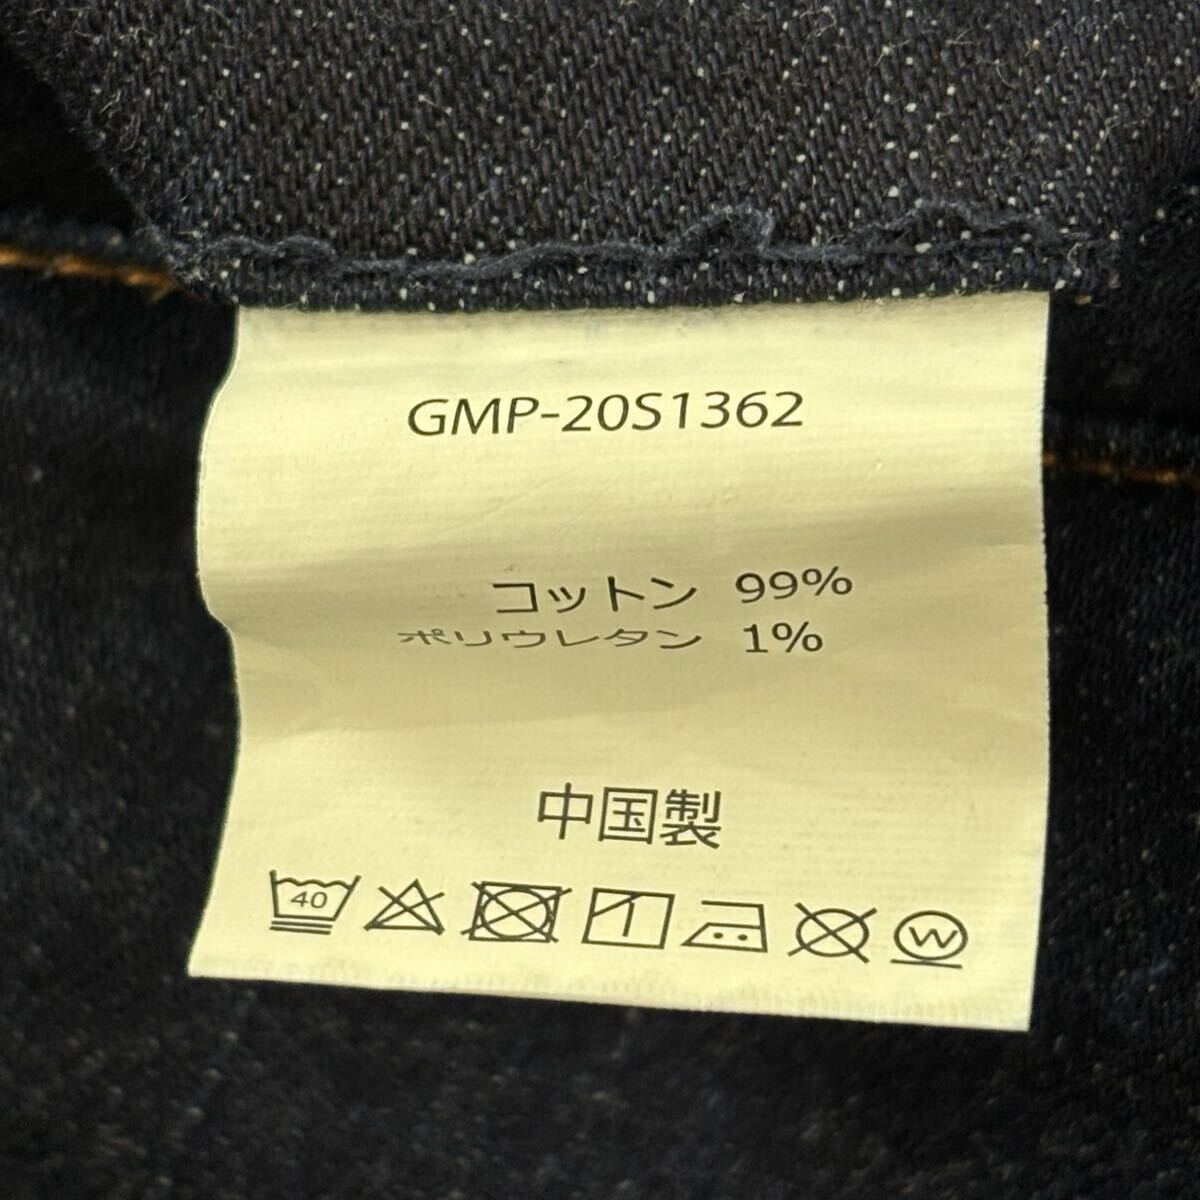 GMP-20S1362
コットン 99%
ポリウレタン 1%
中国製
40 W